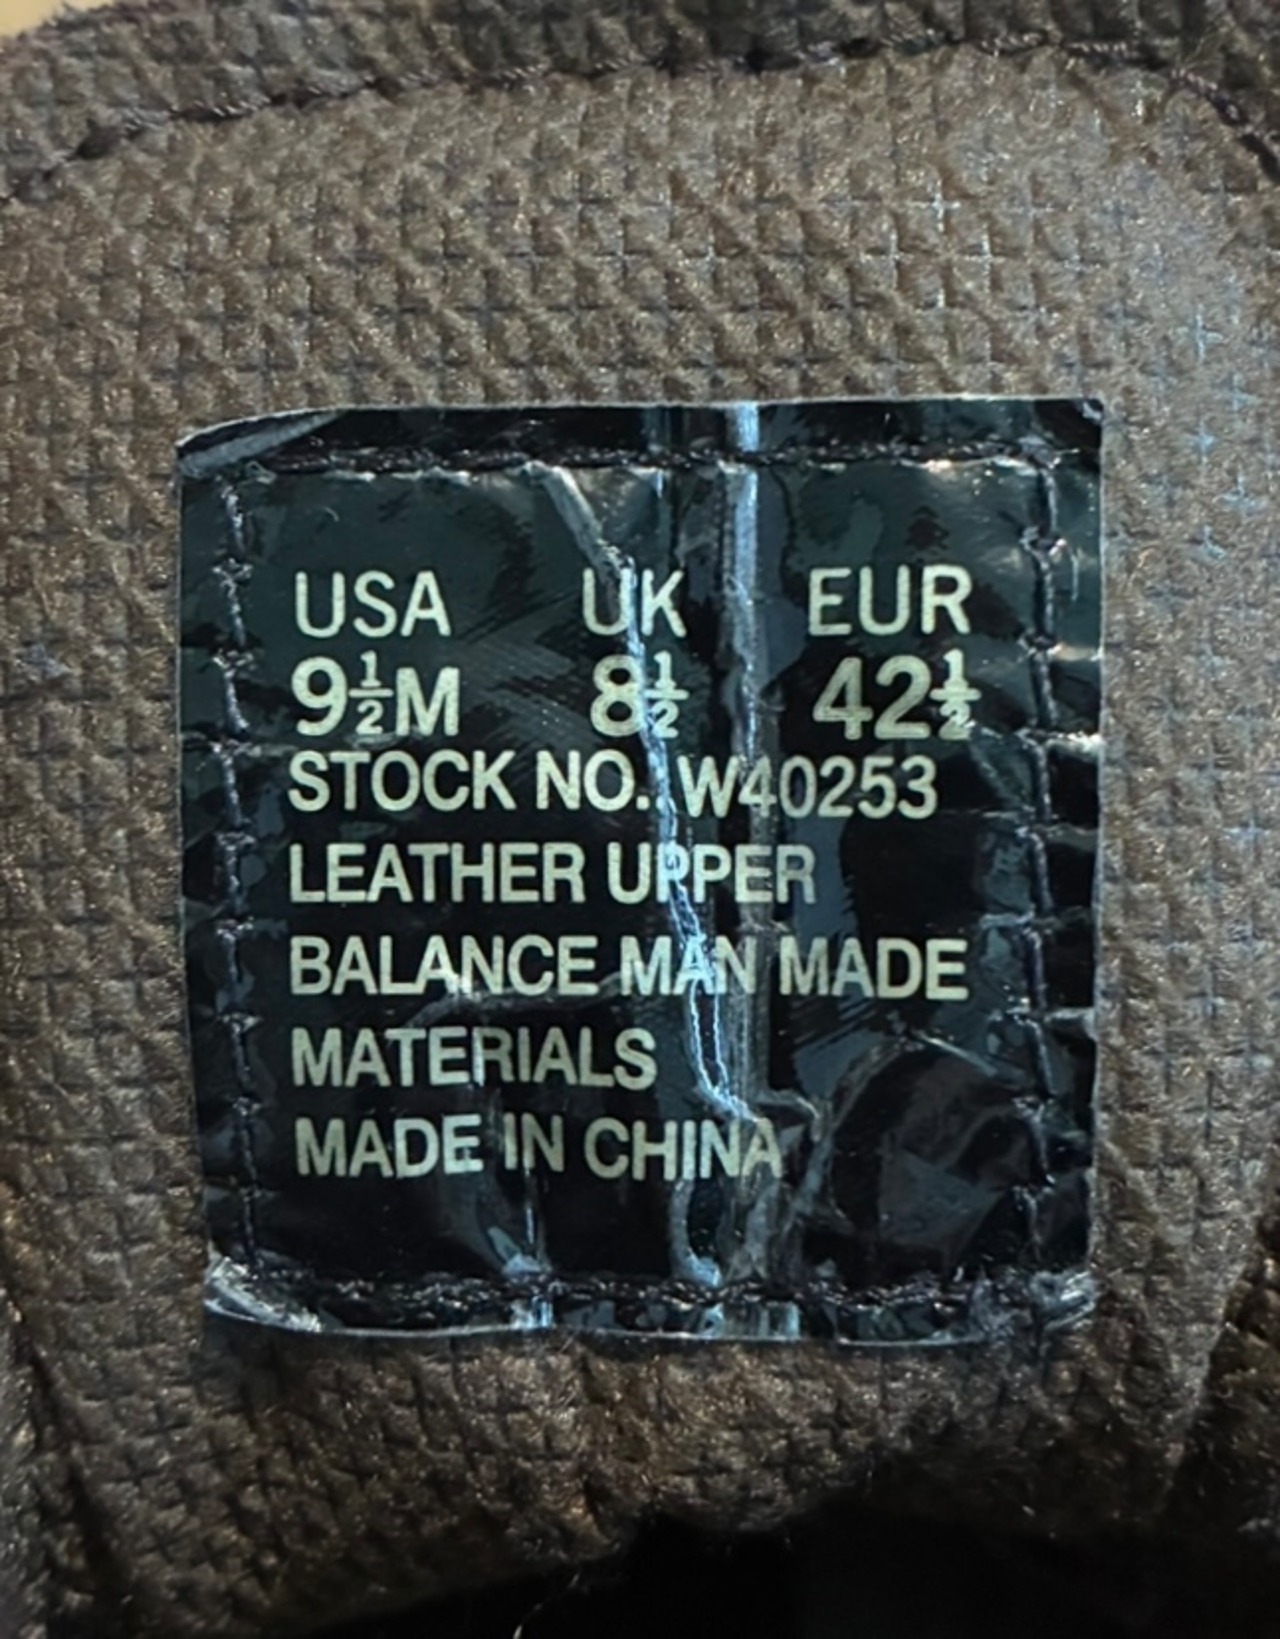 USA UK EUR
9½M 8½ 42½
STOCK NO.: W40253
LEATHER UPPER
BALANCE MAN MADE
MATERIALS
MADE IN CHINA